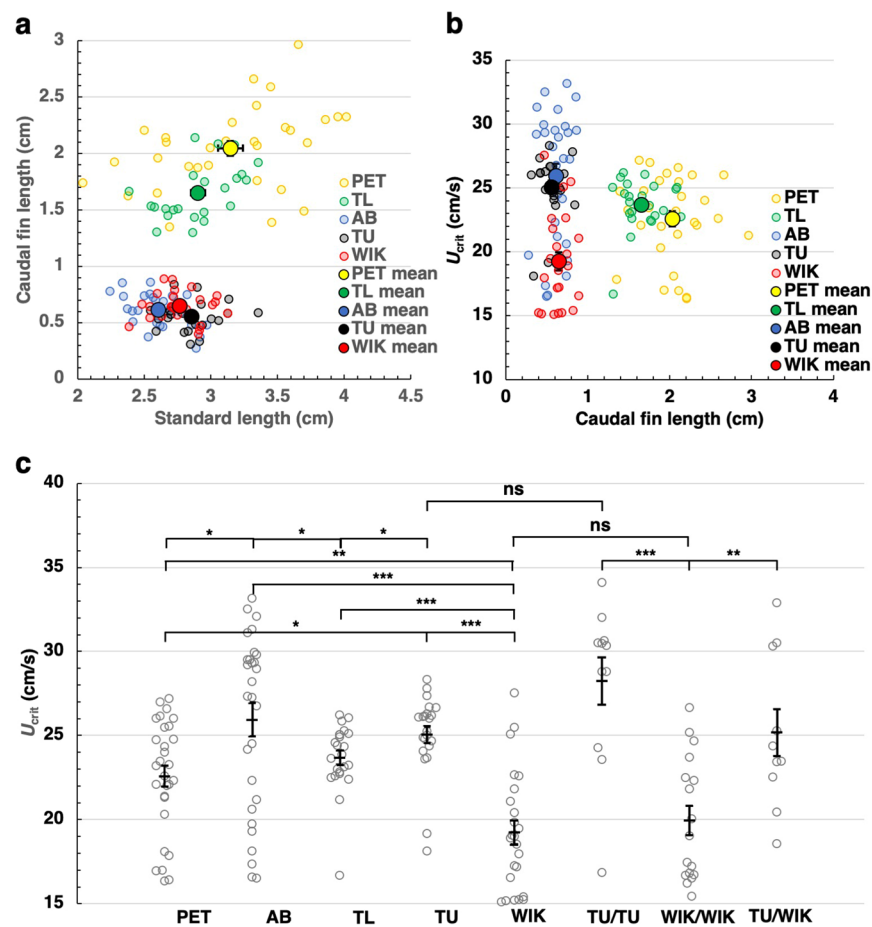 a
3
2.5
2
1.5
1
0.5
0
Caudal fin length (cm)
2
2.5
3
3.5
4
4.5
Standard length (cm)
PET
TL
AB
TU
WIK
PET mean
TL mean
AB mean
TU mean
WIK mean
b
35
30
25
20
15
10
Ucrit (cm/s)
0
1
2
3
4
Caudal fin length (cm)
PET
TL
AB
TU
WIK
PET mean
TL mean
AB mean
TU mean
WIK mean
c
40
35
30
25
20
15
Ucrit (cm/s)
ns
ns
* * *
**
*** **
***
***
* ***
PET AB TL TU WIK TU/TU WIK/WIK TU/WIK